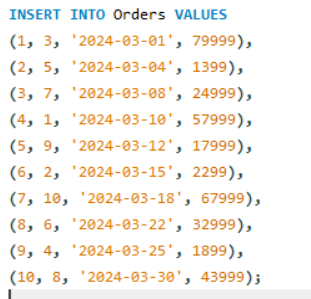 INSERT INTO Orders VALUES
(1, 3, '2024-03-01', 79999),
(2, 5, '2024-03-04', 1399),
(3, 7, '2024-03-08', 24999),
(4, 1, '2024-03-10', 57999),
(5, 9, '2024-03-12', 17999),
(6, 2, '2024-03-15', 2299),
(7, 10, '2024-03-18', 67999),
(8, 6, '2024-03-22', 32999),
(9, 4, '2024-03-25', 1899),
(10, 8, '2024-03-30', 43999);